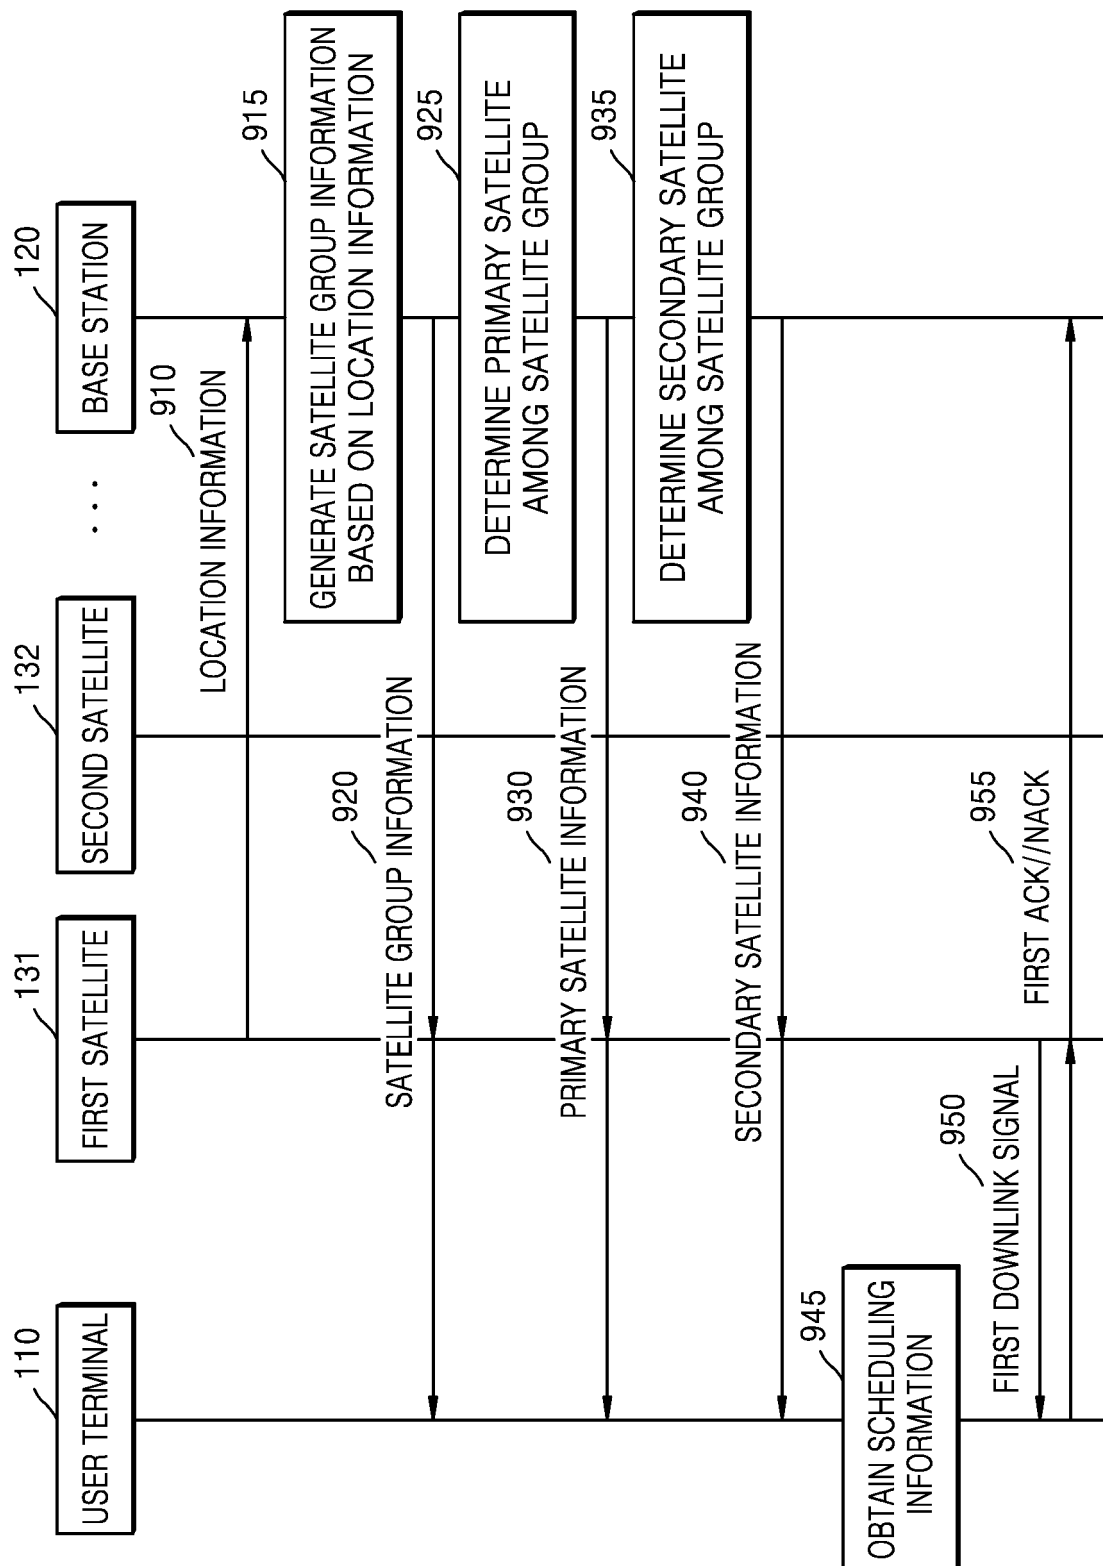 110
USER TERMINAL
131
FIRST SATELLITE
132
SECOND SATELLITE
. . .
120
BASE STATION
910
LOCATION INFORMATION
915
GENERATE SATELLITE GROUP INFORMATION
BASED ON LOCATION INFORMATION
920
SATELLITE GROUP INFORMATION
925
DETERMINE PRIMARY SATELLITE
AMONG SATELLITE GROUP
930
PRIMARY SATELLITE INFORMATION
935
DETERMINE SECONDARY SATELLITE
AMONG SATELLITE GROUP
940
SECONDARY SATELLITE INFORMATION
945
OBTAIN SCHEDULING
INFORMATION
950
FIRST DOWNLINK SIGNAL
955
FIRST ACK//NACK